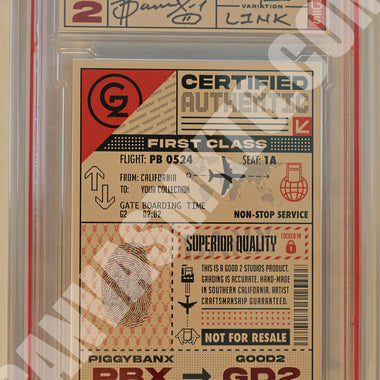 2
VARIATION
LINK
G2
CERTIFIED
AUTHENTIC
FIRST CLASS
FLIGHT: PB 0524 SEAT: 1A
FROM: CALIFORNIA
TO: YOUR COLLECTION
GATE BOARDING TIME
G2 02:02
NON-STOP SERVICE
LOCKED IN
SUPERIOR QUALITY
THIS IS A GOOD 2 STUDIOS PRODUCT.
GRADING IS ACCURATE. HAND-MADE
IN SOUTHERN CALIFORNIA. ARTIST
CRAFTSMANSHIP GUARANTEED.
NOT FOR RESALE
PIGGYBANX GOOD2
PBX → GD2